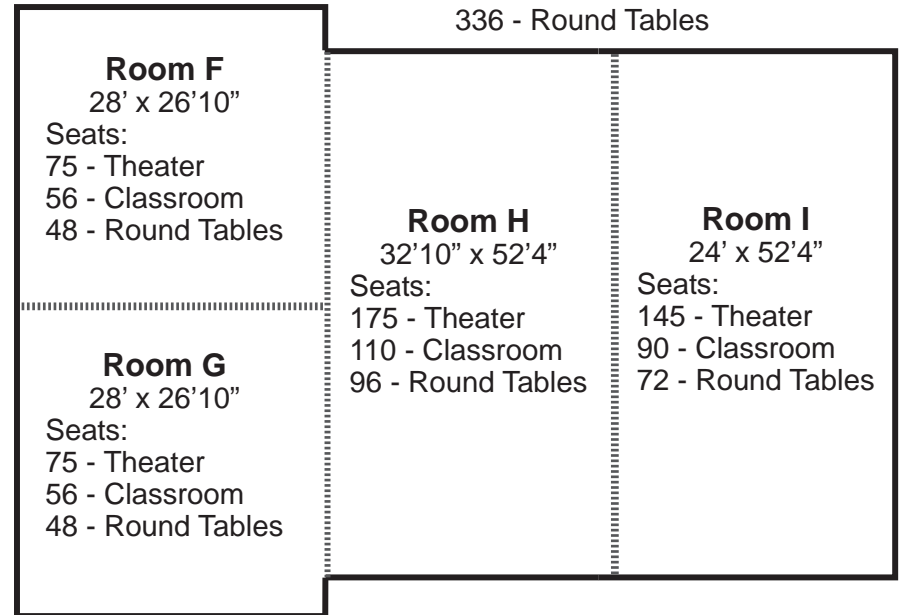 336 - Round Tables
Room F
28’ x 26’10”
Seats:
75 - Theater
56 - Classroom
48 - Round Tables
Room G
28’ x 26’10”
Seats:
75 - Theater
56 - Classroom
48 - Round Tables
Room H
32’10” x 52’4”
Seats:
175 - Theater
110 - Classroom
96 - Round Tables
Room I
24’ x 52’4”
Seats:
145 - Theater
90 - Classroom
72 - Round Tables